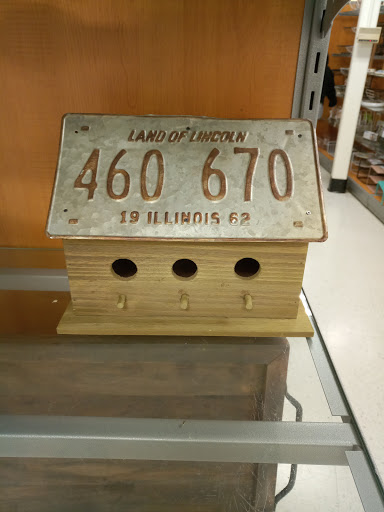 LAND OF LINCOLN
460 670
19 ILLINOIS 62